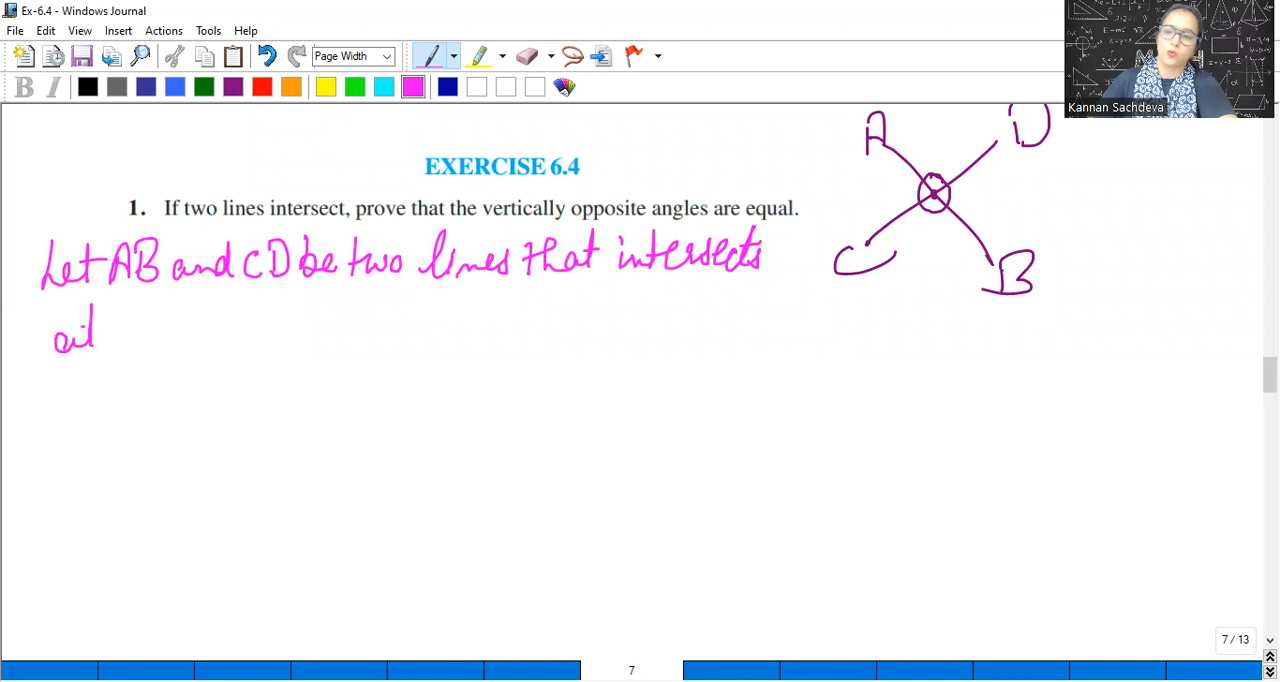 Ex-6.4 - Windows Journal
File Edit View Insert Actions Tools Help
Page Width
B I
Kannan Sachdeva
A D
EXERCISE 6.4
1. If two lines intersect, prove that the vertically opposite angles are equal.
Let AB and CD be two lines that intersects
C B
at
7 / 13
7